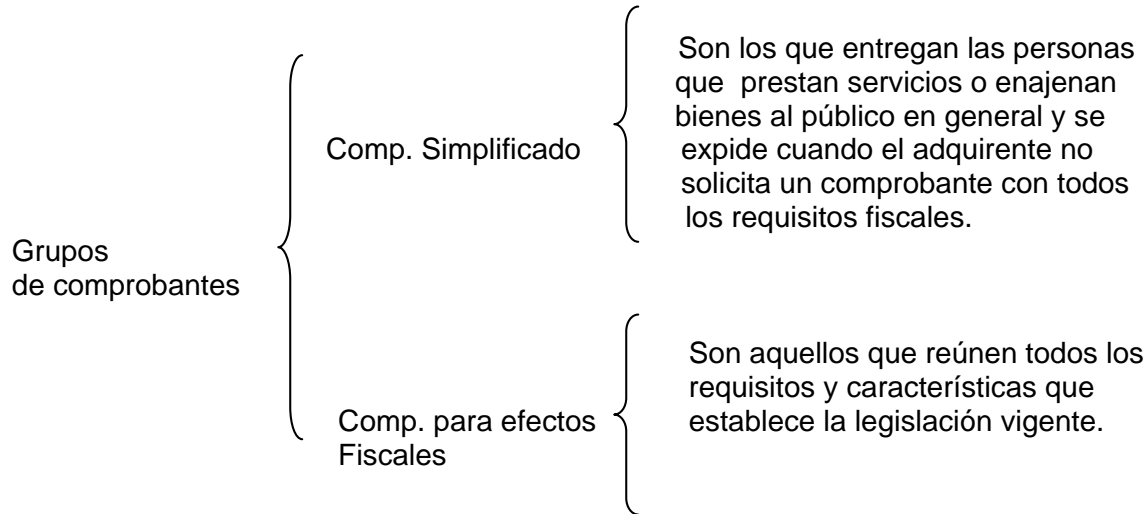 Grupos
de comprobantes
Comp. Simplificado
Son los que entregan las personas
que prestan servicios o enajenan
bienes al público en general y se
expide cuando el adquirente no
solicita un comprobante con todos
los requisitos fiscales.
Comp. para efectos
Fiscales
Son aquellos que reúnen todos los
requisitos y características que
establece la legislación vigente.